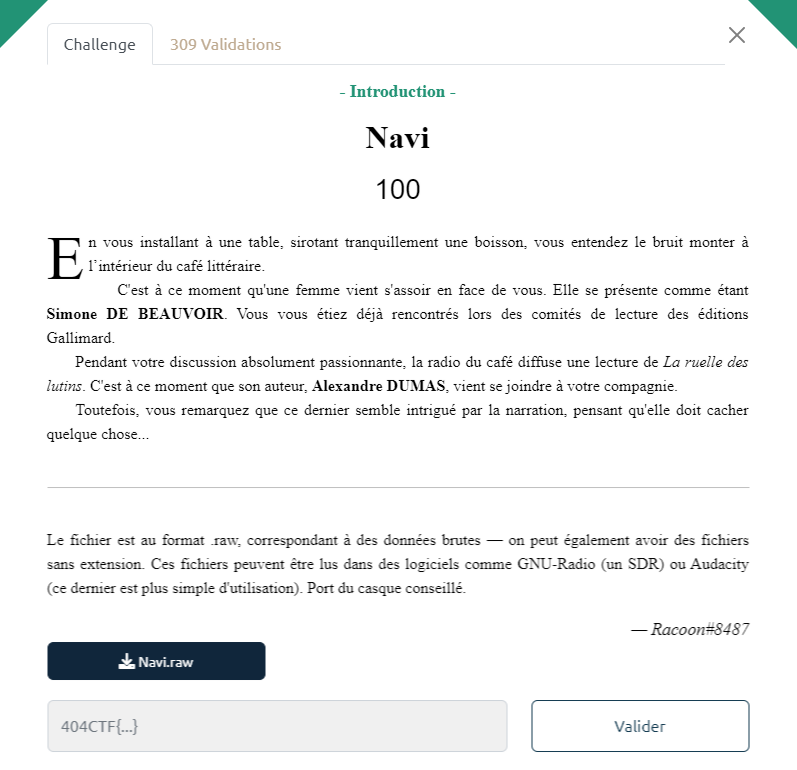 Challenge
309 Validations
- Introduction -
Navi
100
En vous installant à une table, sirotant tranquillement une boisson, vous entendez le bruit monter à
l'intérieur du café littéraire.
C'est à ce moment qu'une femme vient s'assoir en face de vous. Elle se présente comme étant
Simone DE BEAUVOIR. Vous vous étiez déjà rencontrés lors des comités de lecture des éditions
Gallimard.
Pendant votre discussion absolument passionnante, la radio du café diffuse une lecture de La ruelle des
lutins. C'est à ce moment que son auteur, Alexandre DUMAS, vient se joindre à votre compagnie.
Toutefois, vous remarquez que ce dernier semble intrigué par la narration, pensant qu'elle doit cacher
quelque chose...
Le fichier est au format .raw, correspondant à des données brutes — on peut également avoir des fichiers
sans extension. Ces fichiers peuvent être lus dans des logiciels comme GNU-Radio (un SDR) ou Audacity
(ce dernier est plus simple d'utilisation). Port du casque conseillé.
— Racoon#8487
Navi.raw
404CTF{...}
Valider